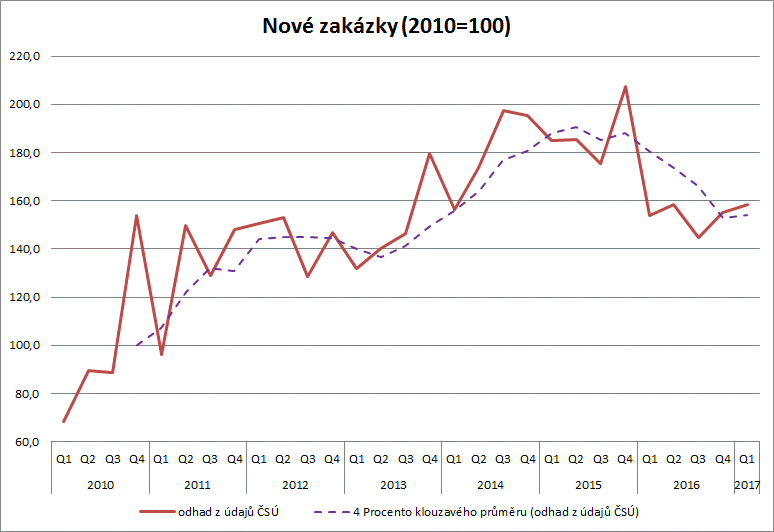 Nové zakázky (2010=100)
220,0
200,0
180,0
160,0
140,0
120,0
100,0
80,0
60,0
Q1 Q2 Q3 Q4 Q1 Q2 Q3 Q4 Q1 Q2 Q3 Q4 Q1 Q2 Q3 Q4 Q1 Q2 Q3 Q4 Q1 Q2 Q3 Q4 Q1 Q2 Q3 Q4 Q1
2010 2011 2012 2013 2014 2015 2016 2017
odhad z údajů ČSÚ 4 Procento klouzavého průměru (odhad z údajů ČSÚ)